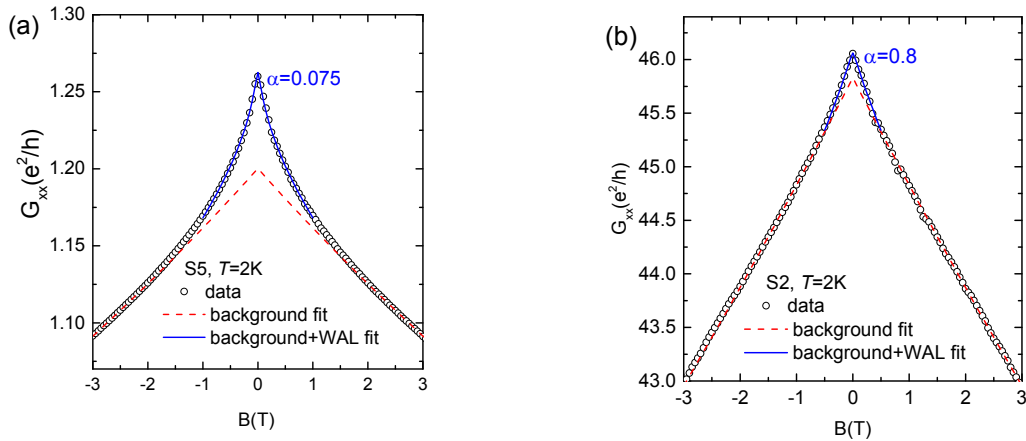 (a)
1.30
1.25
1.20
1.15
1.10
G_xx(e²/h)
α=0.075
S5, T=2K
data
background fit
background+WAL fit
-3 -2 -1 0 1 2 3
B(T)
(b)
46.0
45.5
45.0
44.5
44.0
43.5
43.0
G_xx(e²/h)
α=0.8
S2, T=2K
data
background fit
background+WAL fit
-3 -2 -1 0 1 2 3
B(T)